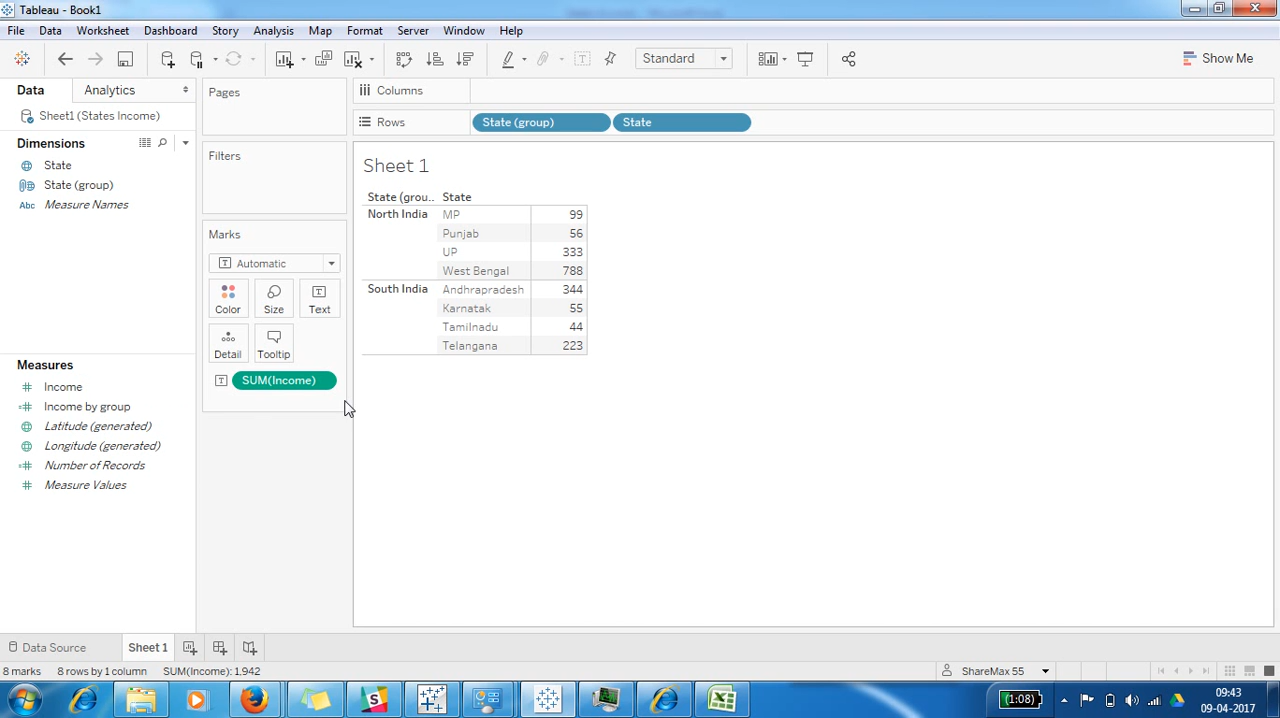 Tableau - Book1
File Data Worksheet Dashboard Story Analysis Map Format Server Window Help
Standard
Show Me
Data Analytics
Sheet1 (States Income)
Dimensions
State
State (group)
Abc Measure Names
Measures
Income
Income by group
Latitude (generated)
Longitude (generated)
Number of Records
Measure Values
Pages
Filters
Marks
Automatic
Color Size Text
Detail Tooltip
SUM(Income)
Columns
Rows State (group) State
Sheet 1
State (grou.. State
North India MP 99
Punjab 56
UP 333
West Bengal 788
South India Andhrapradesh 344
Karnatak 55
Tamilnadu 44
Telangana 223
Data Source Sheet 1
8 marks 8 rows by 1 column SUM(Income): 1,942 ShareMax 55
(1:08) 09:43
09-04-2017